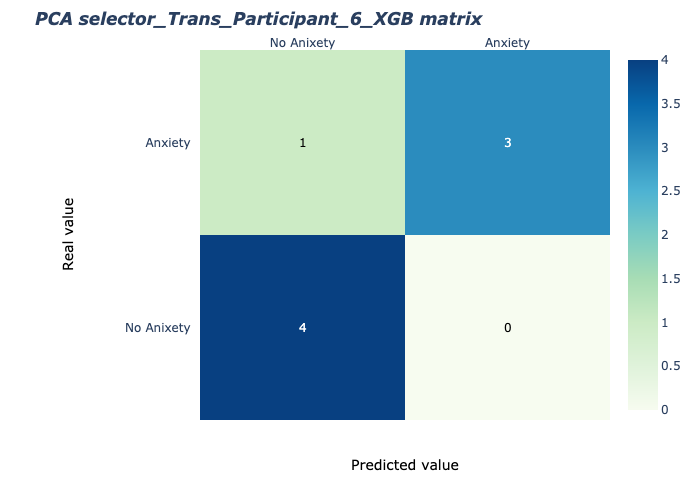 PCA selector_Trans_Participant_6_XGB matrix
No Anixety
Anxiety
Anxiety
1
3
No Anixety
4
0
Real value
Predicted value
4
3.5
3
2.5
2
1.5
1
0.5
0